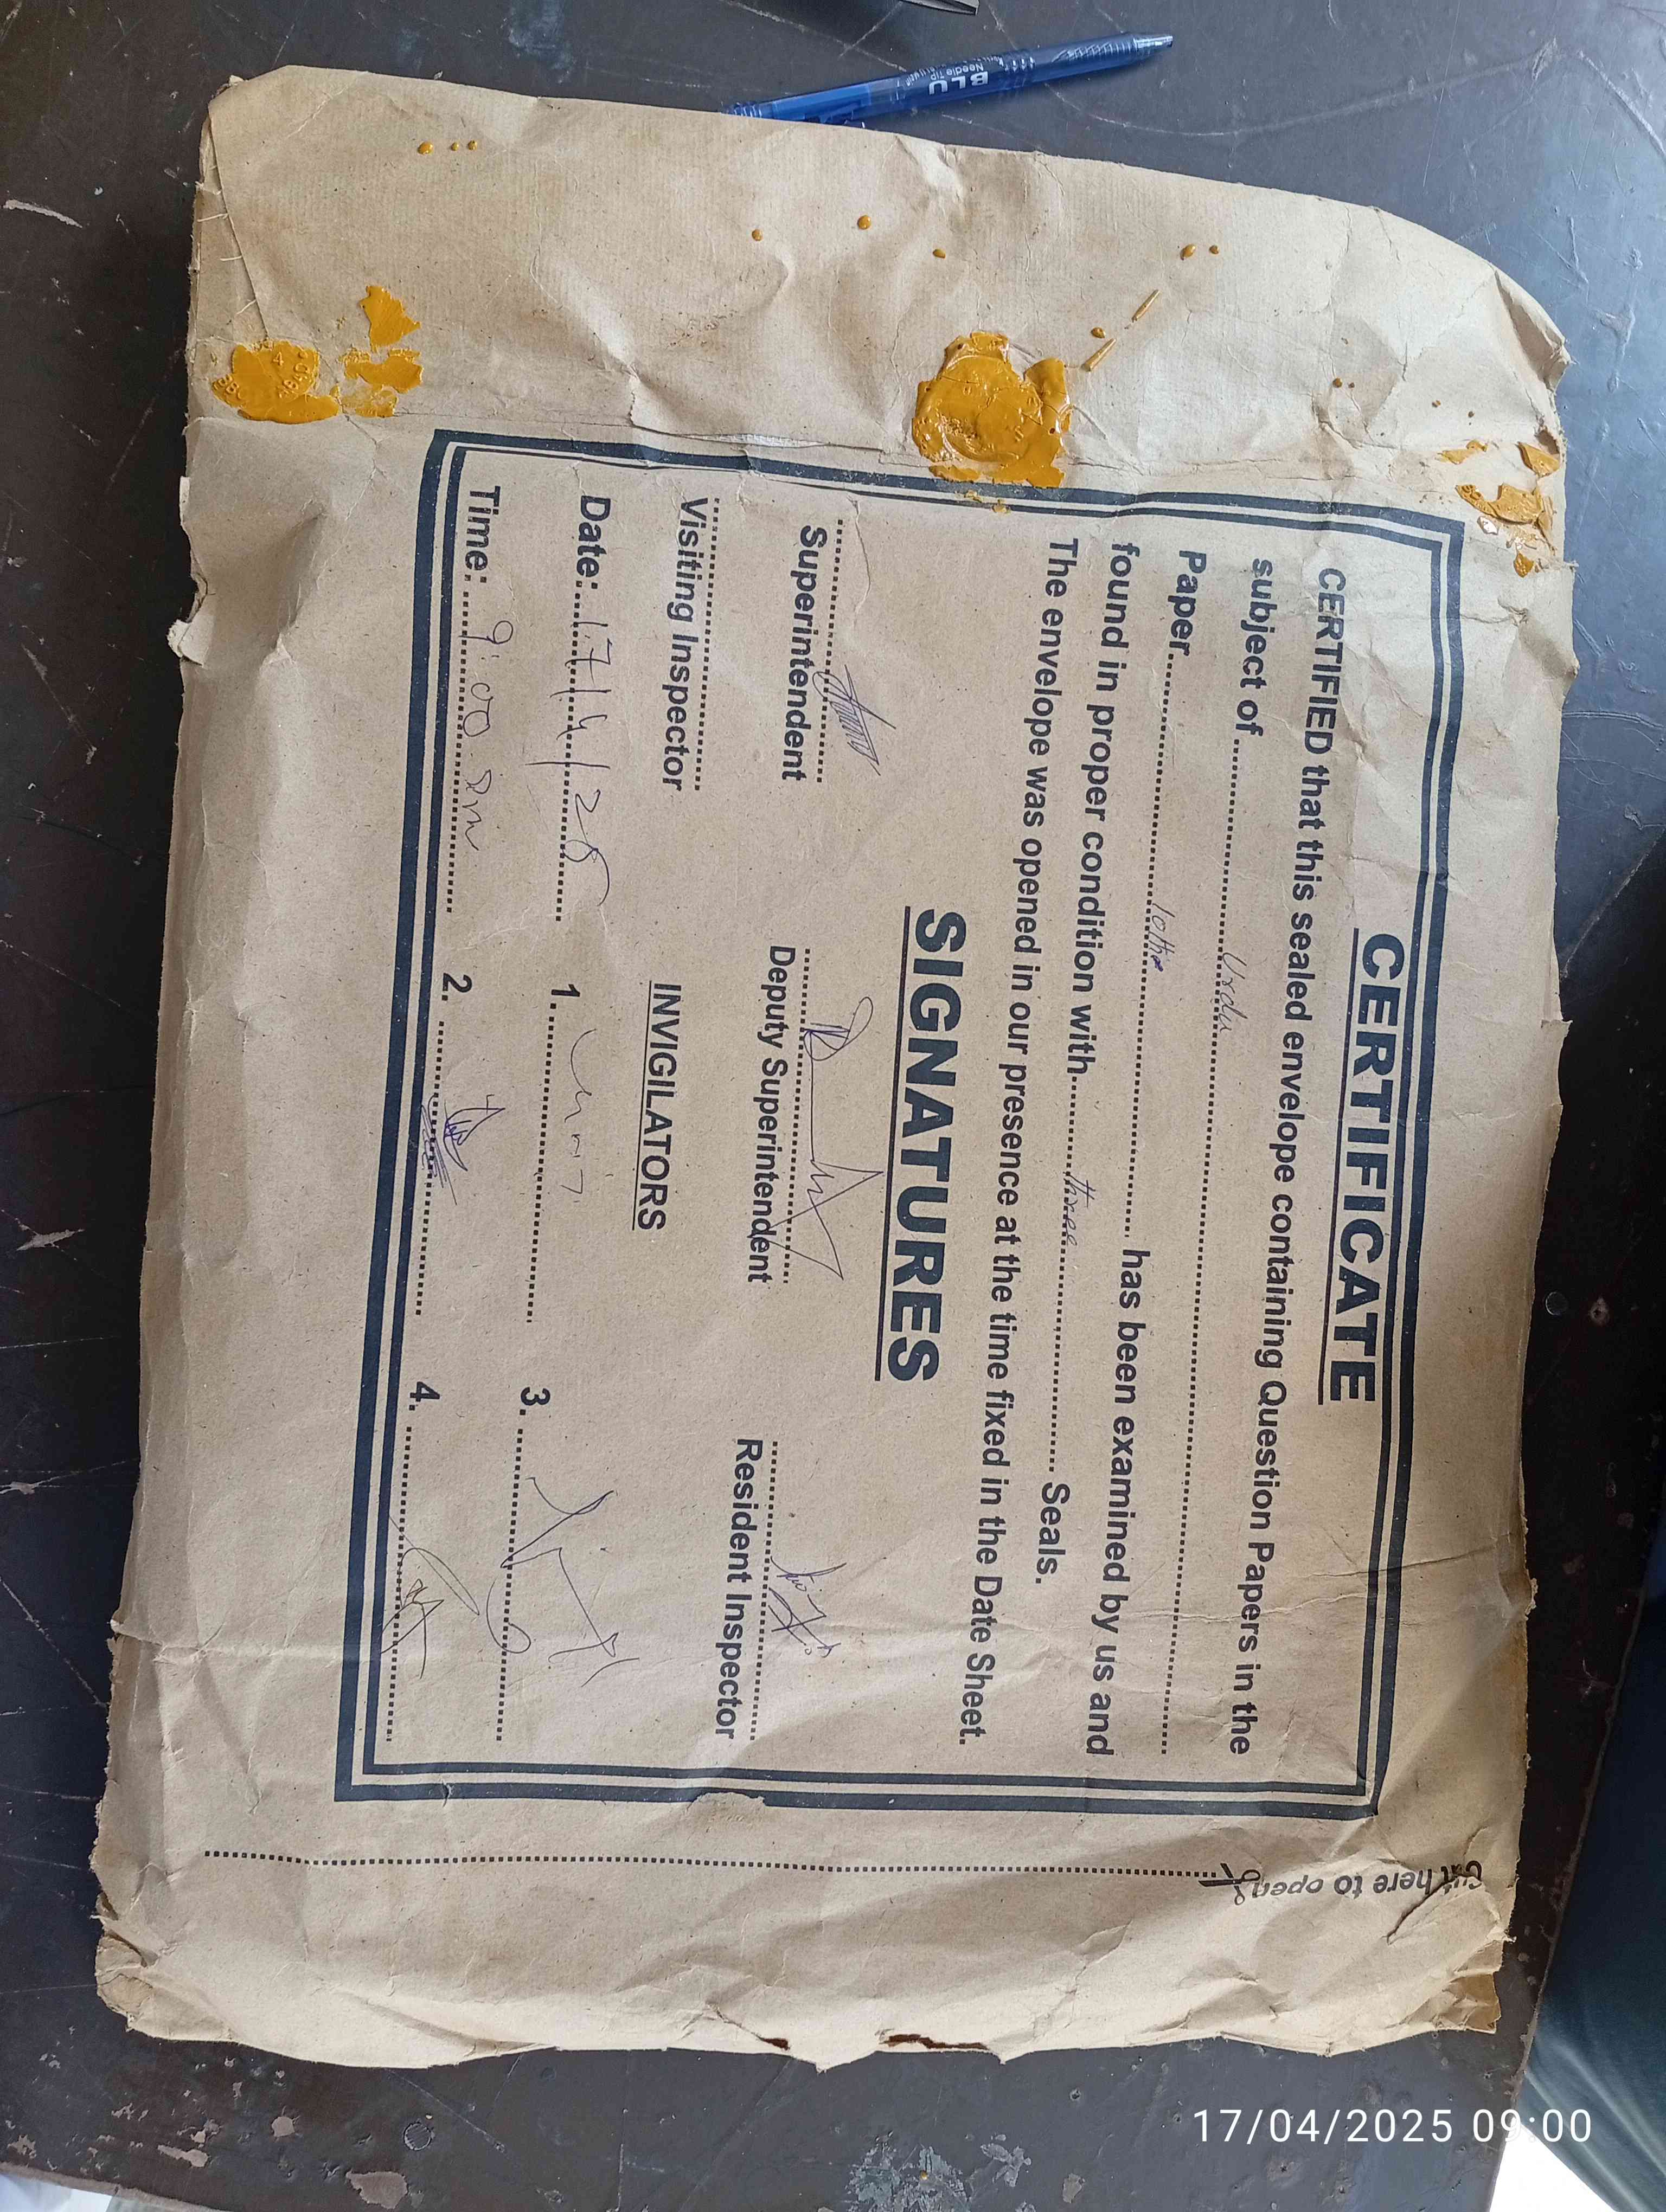 CERTIFICATE
CERTIFIED that this sealed envelope containing Question Papers in the
subject of ........ Urdu ........
Paper ........ 10th ........ has been examined by us and
found in proper condition with ........ three ........ Seals.
The envelope was opened in our presence at the time fixed in the Date Sheet.
SIGNATURES
Superintendent
Deputy Superintendent
Resident Inspector
Visiting Inspector
INVIGILATORS
Date: 17/4/25
1.
3.
Time: 9:00 Am
2.
4.
Cut here to open
BLU
Needle Tip
17/04/2025 09:00